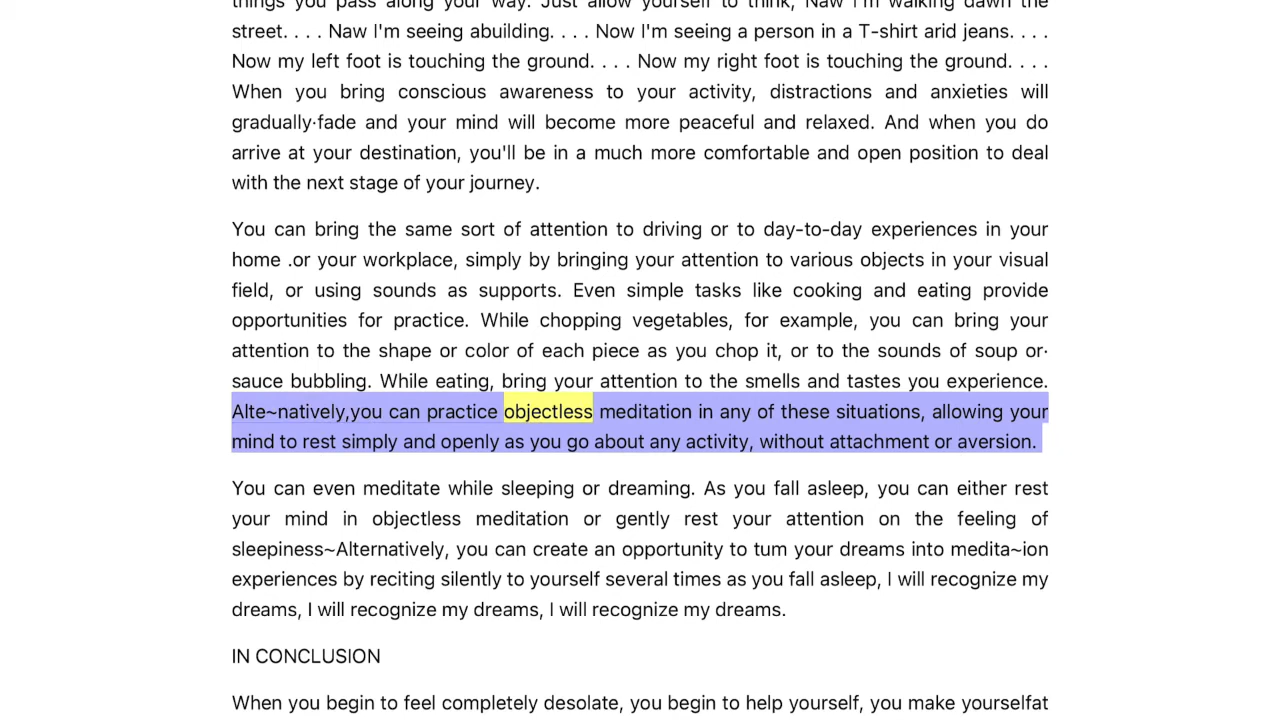 things you pass along your way. Just allow yourself to think, Naw I'm walking dawn the
street. . . . Naw I'm seeing abuilding. . . . Now I'm seeing a person in a T-shirt arid jeans. . . .
Now my left foot is touching the ground. . . . Now my right foot is touching the ground. . . .
When you bring conscious awareness to your activity, distractions and anxieties will
gradually·fade and your mind will become more peaceful and relaxed. And when you do
arrive at your destination, you'll be in a much more comfortable and open position to deal
with the next stage of your journey.
You can bring the same sort of attention to driving or to day-to-day experiences in your
home .or your workplace, simply by bringing your attention to various objects in your visual
field, or using sounds as supports. Even simple tasks like cooking and eating provide
opportunities for practice. While chopping vegetables, for example, you can bring your
attention to the shape or color of each piece as you chop it, or to the sounds of soup or·
sauce bubbling. While eating, bring your attention to the smells and tastes you experience.
Alte~natively,you can practice objectless meditation in any of these situations, allowing your
mind to rest simply and openly as you go about any activity, without attachment or aversion.
You can even meditate while sleeping or dreaming. As you fall asleep, you can either rest
your mind in objectless meditation or gently rest your attention on the feeling of
sleepiness~Alternatively, you can create an opportunity to tum your dreams into medita~ion
experiences by reciting silently to yourself several times as you fall asleep, I will recognize my
dreams, I will recognize my dreams, I will recognize my dreams.
IN CONCLUSION
When you begin to feel completely desolate, you begin to help yourself, you make yourselfat